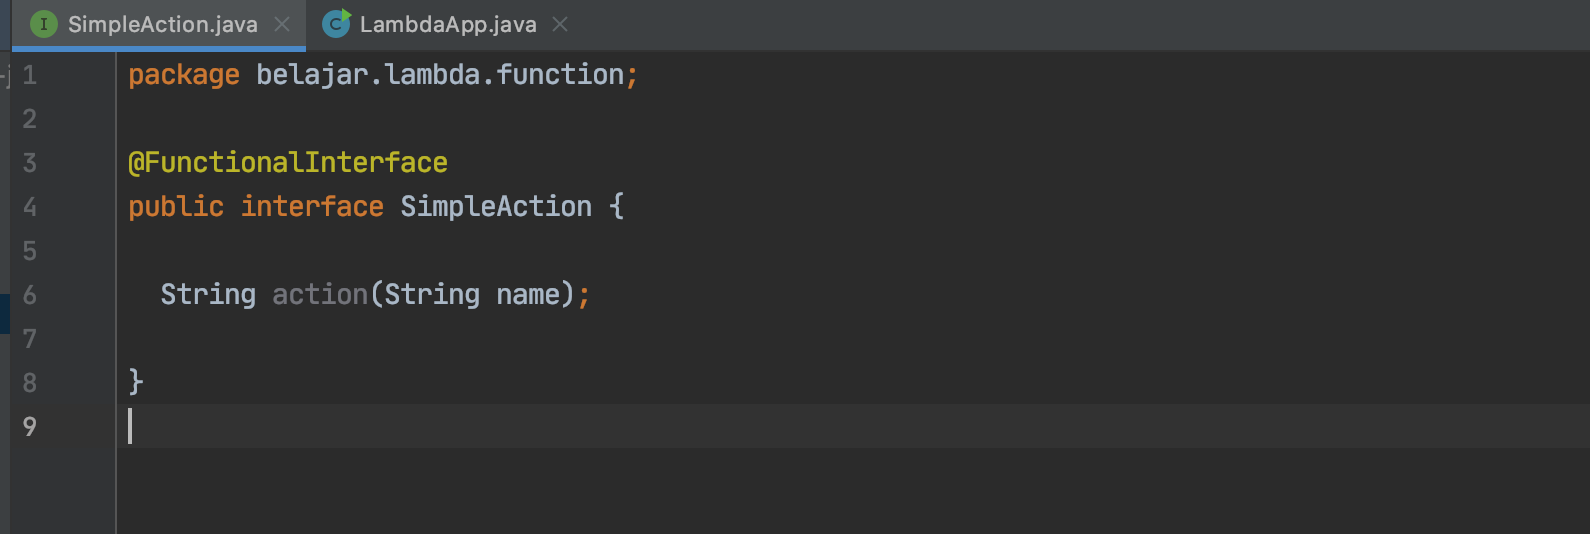 SimpleAction.java LambdaApp.java
1 package belajar.lambda.function;
2
3 @FunctionalInterface
4 public interface SimpleAction {
5
6 String action(String name);
7
8 }
9